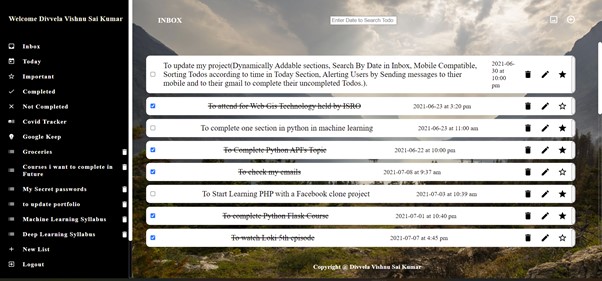 Welcome Divvela Vishnu Sai Kumar
Inbox
Today
Important
Completed
Not Completed
Covid Tracker
Google Keep
Groceries
Courses i want to complete in
Future
My Secret passwords
to update portfolio
Machine Learning Syllabus
Deep Learning Syllabus
New List
Logout
INBOX
Enter Date to Search Todo
To update my project(Dynamically Addable sections, Search By Date in Inbox, Mobile Compatible,
Sorting Todos according to time in Today Section, Alerting Users by Sending messages to thier
mobile and to their gmail to complete their uncompleted Todos.).
2021-06-
30 at
10:00
pm
To attend for Web Gis Technology held by ISRO 2021-06-23 at 3:20 pm
To complete one section in python in machine learning 2021-06-23 at 11:00 am
To Complete Python API's Topic 2021-06-22 at 10:00 pm
To check my emails 2021-07-08 at 9:37 am
To Start Learning PHP with a Facebook clone project 2021-07-03 at 10:39 am
To complete Python Flask Course 2021-07-01 at 10:40 pm
To watch Loki 5th episode 2021-07-07 at 4:45 pm
Copyright @ Divvela Vishnu Sai Kumar